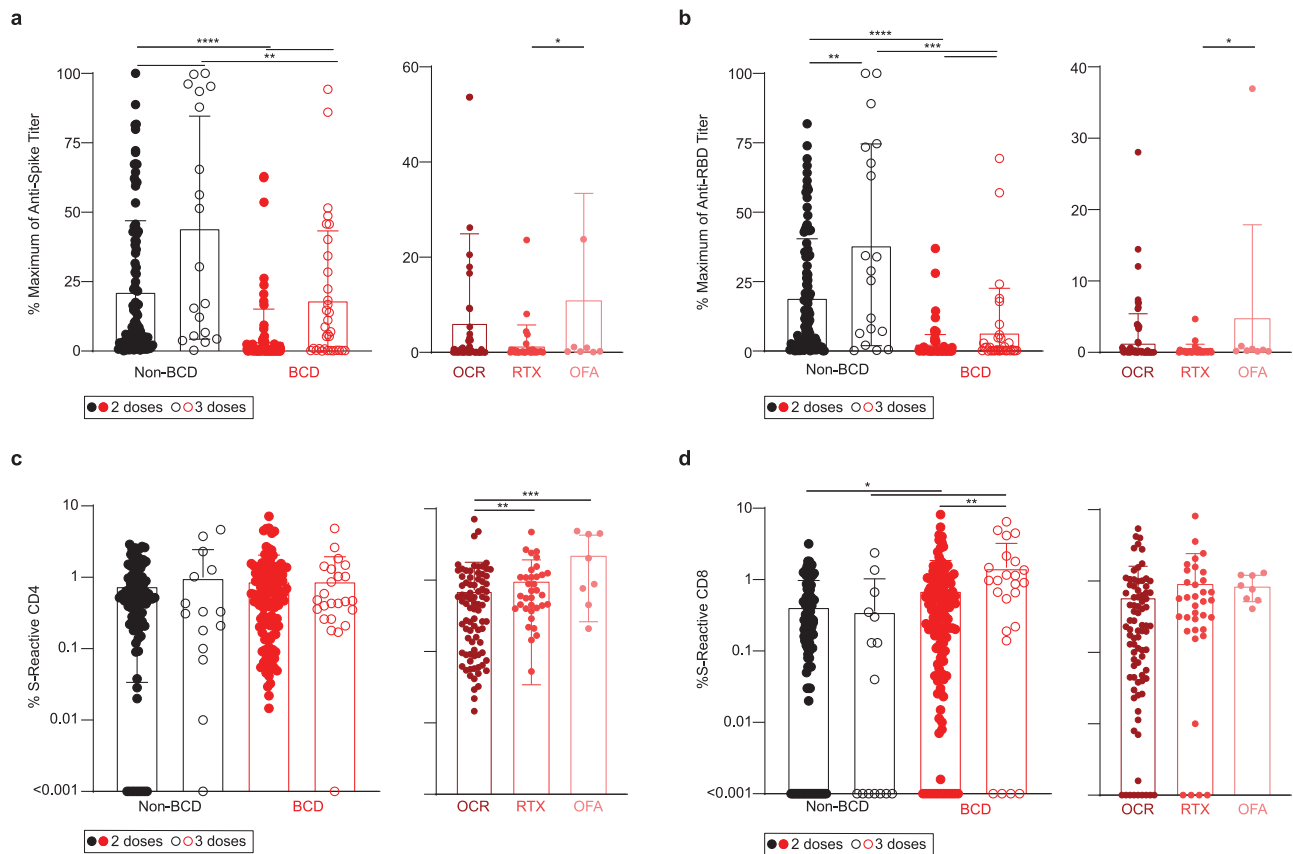 a
****
**
*
% Maximum of Anti-Spike Titer
100
75
50
25
0
Non-BCD
BCD
60
40
20
0
OCR
RTX
OFA
2 doses
3 doses
b
****
***
**
*
% Maximum of Anti-RBD Titer
100
75
50
25
0
Non-BCD
BCD
40
30
20
10
0
OCR
RTX
OFA
2 doses
3 doses
c
***
**
% S-Reactive CD4
10
1
0.1
0.01
<0.001
Non-BCD
BCD
OCR
RTX
OFA
2 doses
3 doses
d
*
**
%S-Reactive CD8
10
1
0.1
0.01
<0.001
Non-BCD
BCD
OCR
RTX
OFA
2 doses
3 doses